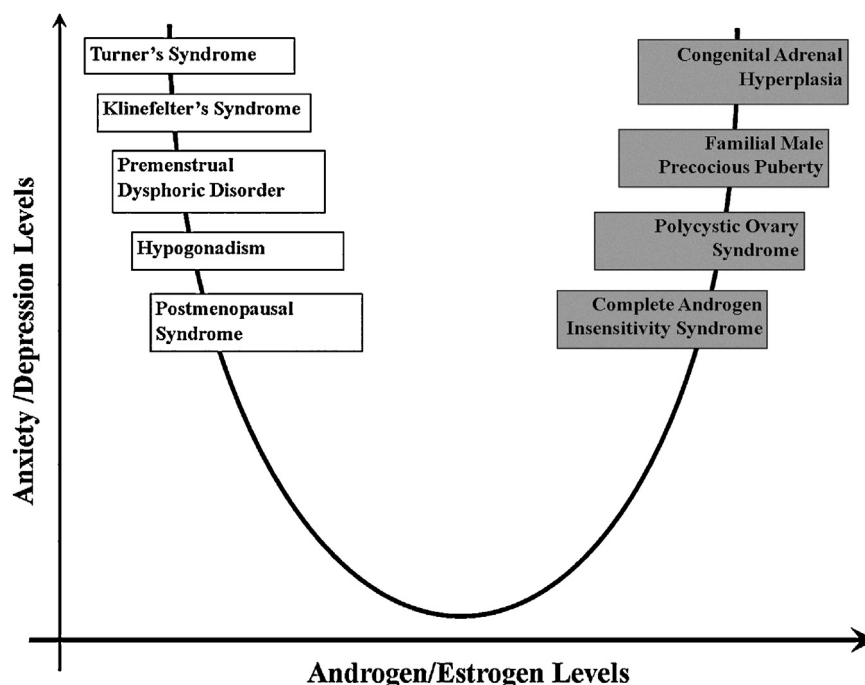 Turner's Syndrome
Klinefelter's Syndrome
Premenstrual
Dysphoric Disorder
Hypogonadism
Postmenopausal
Syndrome
Congenital Adrenal
Hyperplasia
Familial Male
Precocious Puberty
Polycystic Ovary
Syndrome
Complete Androgen
Insensitivity Syndrome
Anxiety /Depression Levels
Androgen/Estrogen Levels